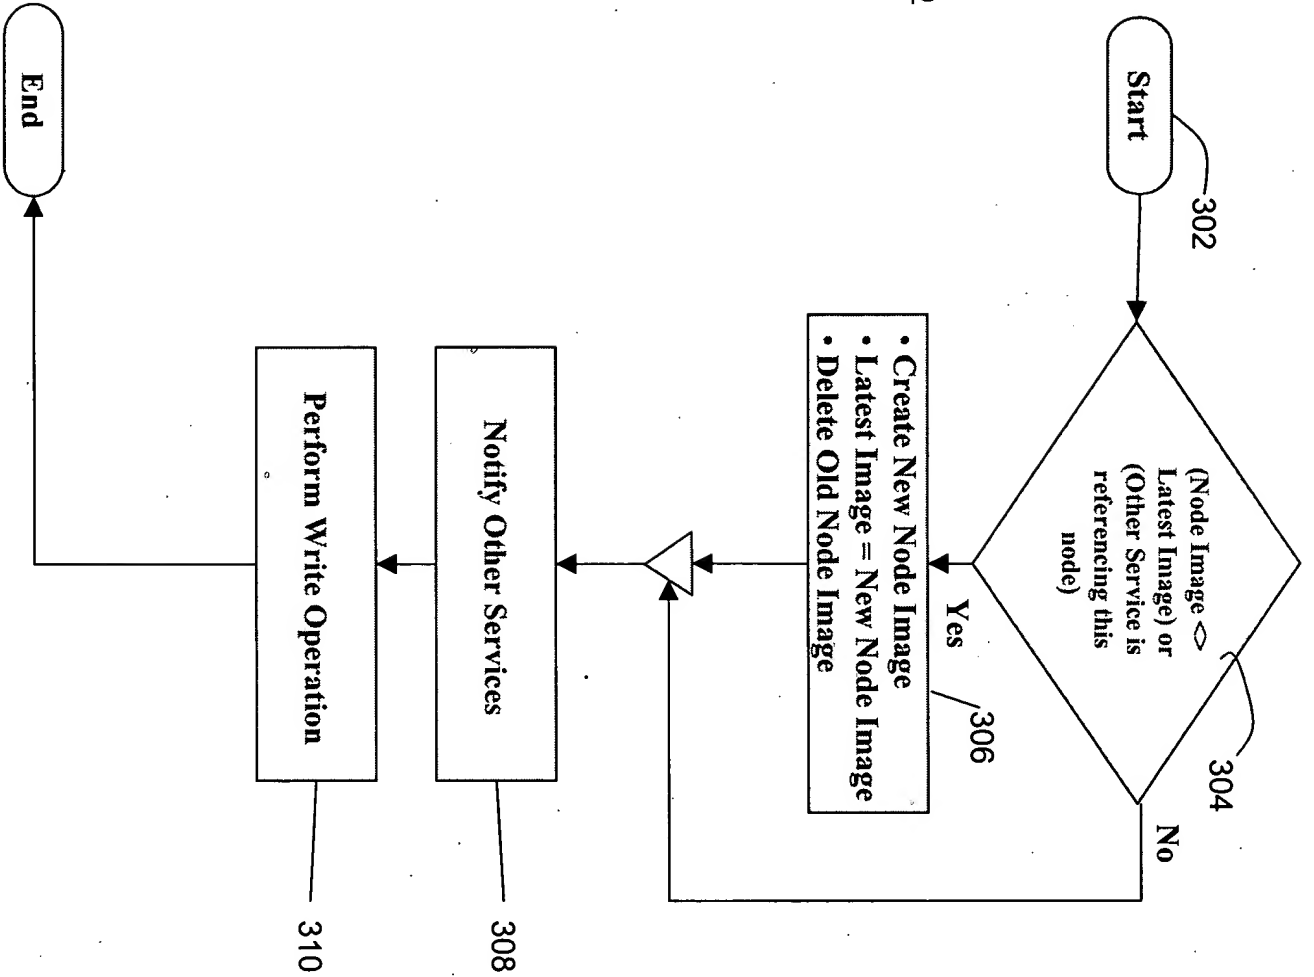 Start
302
(Node Image <>
Latest Image) or
(Other Service is
referencing this
node)
304
No
Yes
306
• Create New Node Image
• Latest Image = New Node Image
• Delete Old Node Image
Notify Other Services
308
Perform Write Operation
310
End